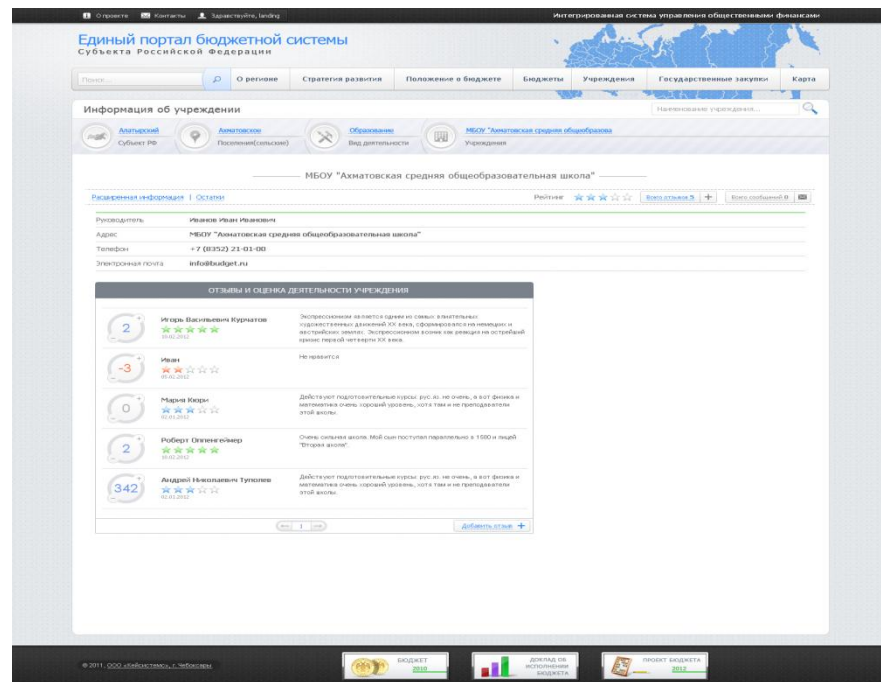 О проекте Контакты Здравствуйте, landing Интегрированная система управления общественными финансами
Единый портал бюджетной системы
Субъекта Российской Федерации
Поиск... О регионе Стратегия развития Положение о бюджете Бюджеты Учреждения Государственные закупки Карта
Информация об учреждении Наименование учреждения...
Алатырский Ахматовское Образование МБОУ "Ахматовская средняя общеобразова
Субъект РФ Поселения(сельские) Вид деятельности Учреждения
МБОУ "Ахматовская средняя общеобразовательная школа"
Расширенная информация | Остатки Рейтинг Всего отзывов 5 + Всего сообщений 0
Руководитель Иванов Иван Иванович
Адрес МБОУ "Ахматовская средняя общеобразовательная школа"
Телефон +7 (8352) 21-01-00
Электронная почта info@budget.ru
ОТЗЫВЫ И ОЦЕНКА ДЕЯТЕЛЬНОСТИ УЧРЕЖДЕНИЯ
2 Игорь Васильевич Курчатов
Экспрессионизм является одним из самых влиятельных
художественных движений XX века, сформировался на немецких и
австрийских землях. Экспрессионизм возник как реакция на острейший
кризис первой четверти XX века.
-3 Иван Не нравится
0 Мария Кюри
02.01.2012
Действуют подготовительные курсы: рус.яз. не очень, а вот физика и
математика очень хороший уровень, хотя там и не преподаватели
этой школы.
2 Роберт Оппенгеймер
Очень сильная школа. Мой сын поступал параллельно в 1580 и лицей
"Вторая школа".
342 Андрей Николаевич Туполев
02.01.2012
Действуют подготовительные курсы: рус.яз. не очень, а вот физика и
математика очень хороший уровень, хотя там и не преподаватели
этой школы.
1 Добавить отзыв +
© 2011, ООО «Кейсистемс», г. Чебоксары
БЮДЖЕТ
2010
ДОКЛАД ОБ
ИСПОЛНЕНИИ
БЮДЖЕТА
ПРОЕКТ БЮДЖЕТА
2012